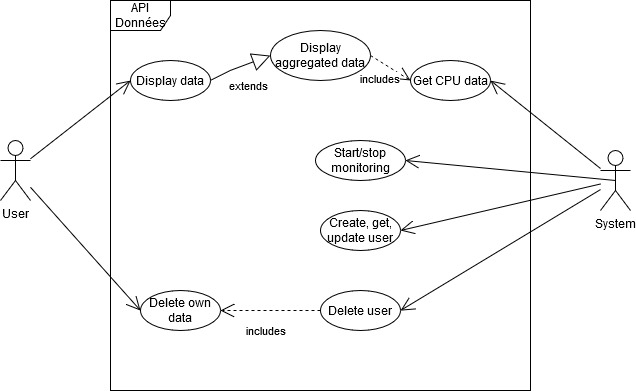 API
Données
Display
aggregated data
Display data
extends
includes
Get CPU data
Start/stop
monitoring
User
System
Create, get,
update user
Delete own
data
includes
Delete user